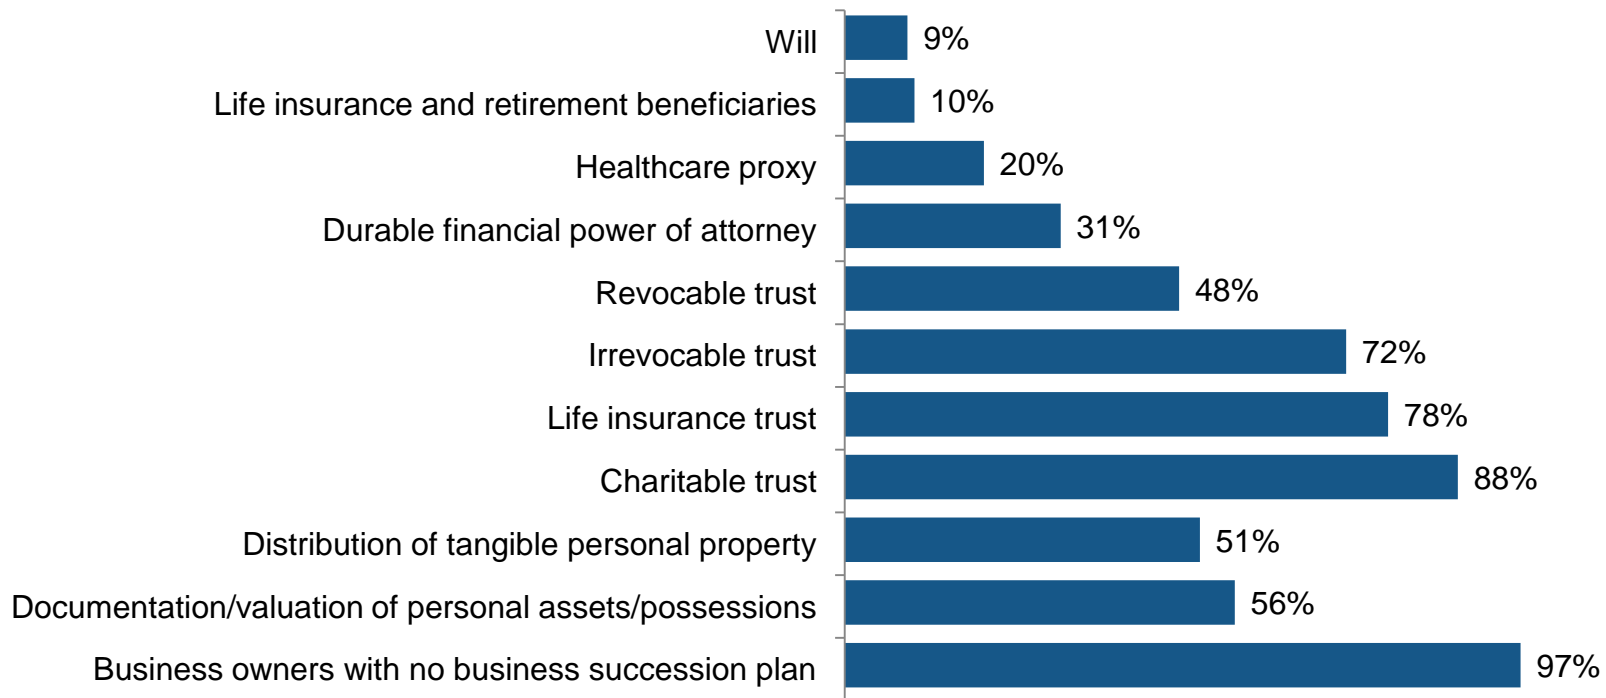 Will 9%
Life insurance and retirement beneficiaries 10%
Healthcare proxy 20%
Durable financial power of attorney 31%
Revocable trust 48%
Irrevocable trust 72%
Life insurance trust 78%
Charitable trust 88%
Distribution of tangible personal property 51%
Documentation/valuation of personal assets/possessions 56%
Business owners with no business succession plan 97%